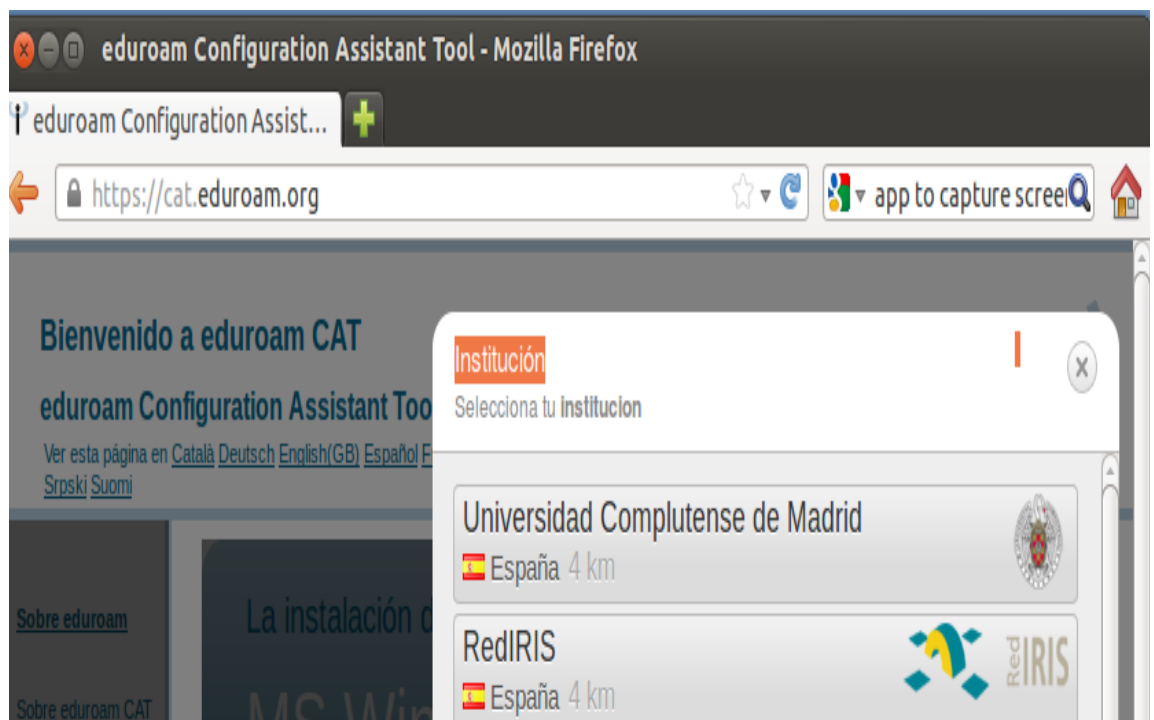 eduroam Configuration Assistant Tool - Mozilla Firefox
eduroam Configuration Assist...
https://cat.eduroam.org
app to capture screen
Bienvenido a eduroam CAT
eduroam Configuration Assistant Too
Ver esta página en Català Deutsch English(GB) Español F
Srpski Suomi
Sobre eduroam
Sobre eduroam CAT
La instalación d
MS Win
Institución
Selecciona tu institucion
Universidad Complutense de Madrid
España 4 km
RedIRIS
España 4 km
Red IRIS